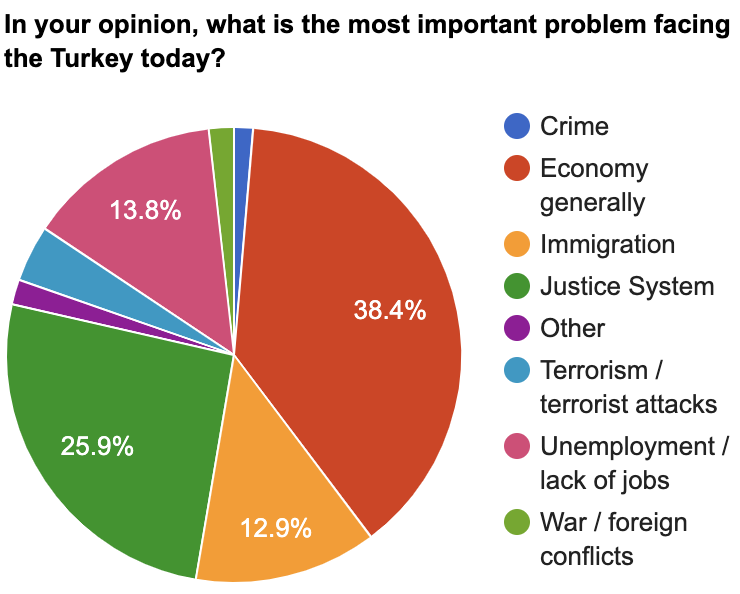 In your opinion, what is the most important problem facing
the Turkey today?
Crime
Economy
generally
Immigration
Justice System
Other
Terrorism /
terrorist attacks
Unemployment /
lack of jobs
War / foreign
conflicts
13.8%
38.4%
25.9%
12.9%